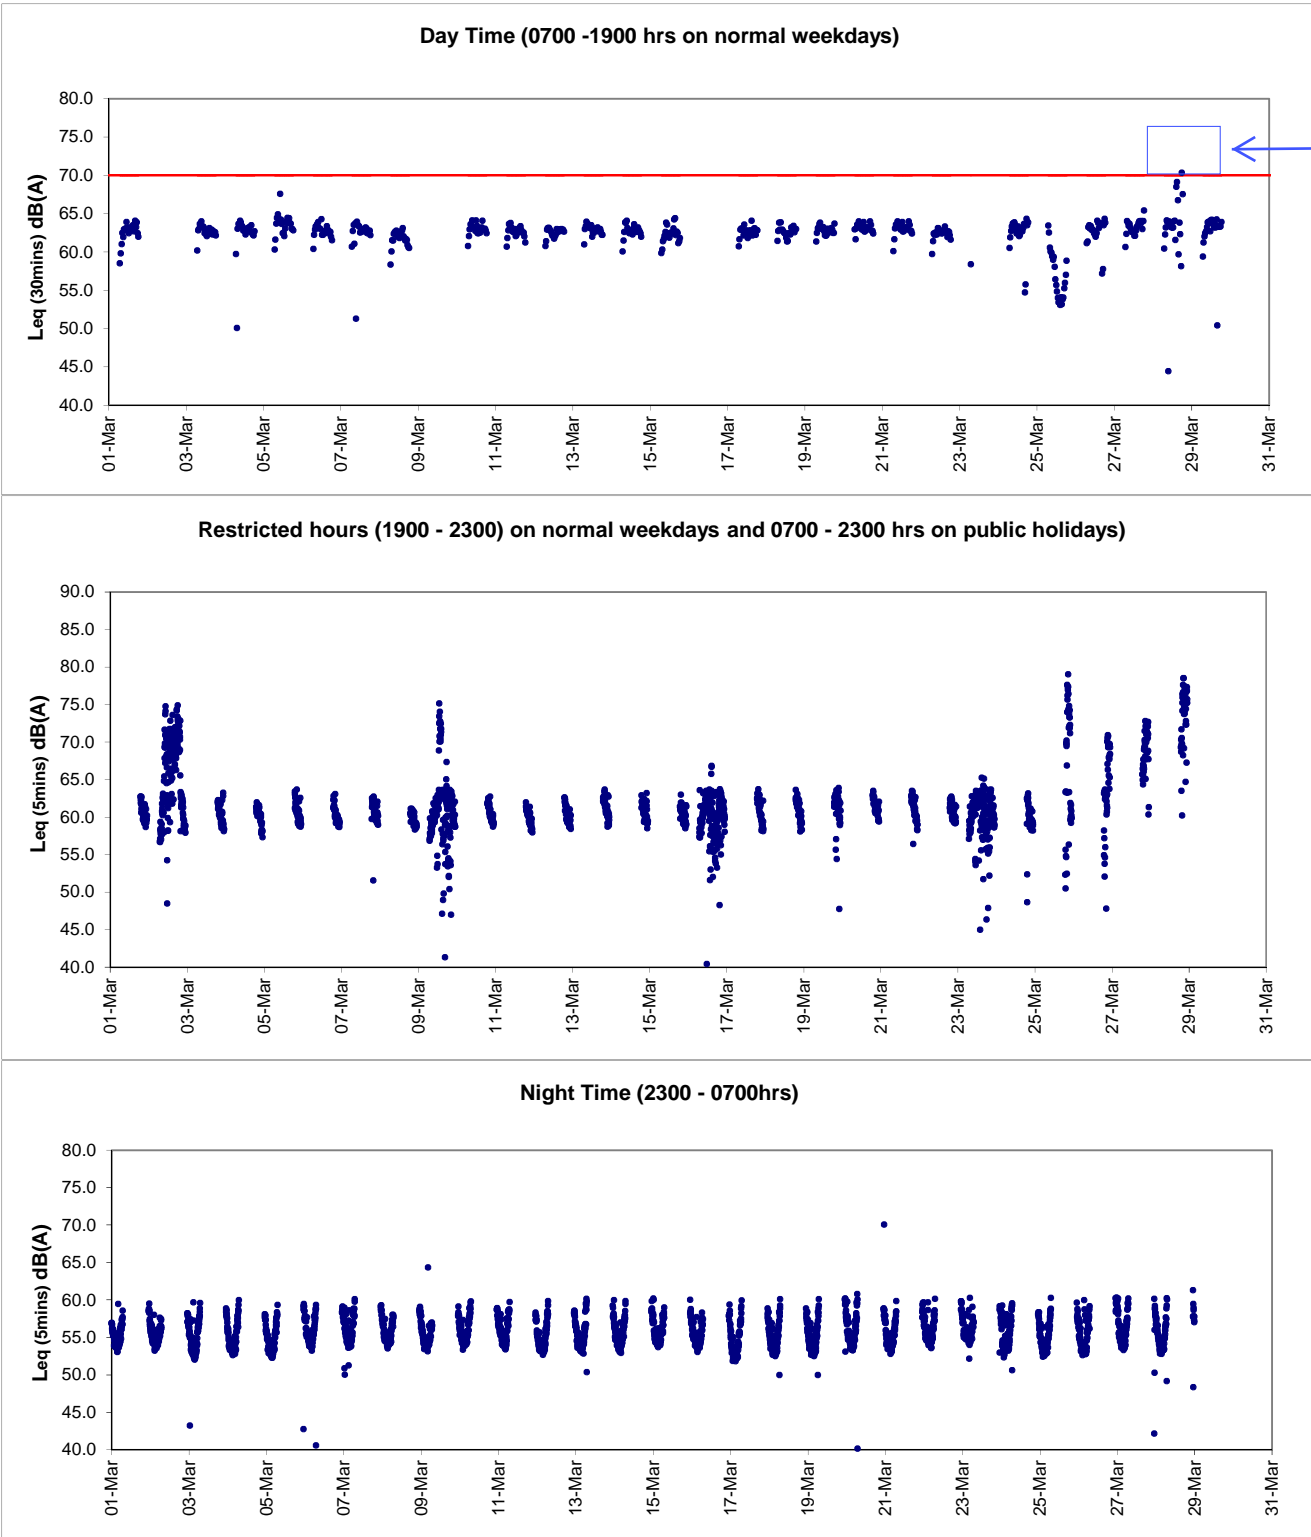 Day Time (0700 -1900 hrs on normal weekdays)
Leq (30mins) dB(A)
80.0
75.0
70.0
65.0
60.0
55.0
50.0
45.0
40.0
01-Mar
03-Mar
05-Mar
07-Mar
09-Mar
11-Mar
13-Mar
15-Mar
17-Mar
19-Mar
21-Mar
23-Mar
25-Mar
27-Mar
29-Mar
31-Mar
Restricted hours (1900 - 2300) on normal weekdays and 0700 - 2300 hrs on public holidays)
Leq (5mins) dB(A)
90.0
85.0
80.0
75.0
70.0
65.0
60.0
55.0
50.0
45.0
40.0
01-Mar
03-Mar
05-Mar
07-Mar
09-Mar
11-Mar
13-Mar
15-Mar
17-Mar
19-Mar
21-Mar
23-Mar
25-Mar
27-Mar
29-Mar
31-Mar
Night Time (2300 - 0700hrs)
Leq (5mins) dB(A)
80.0
75.0
70.0
65.0
60.0
55.0
50.0
45.0
40.0
01-Mar
03-Mar
05-Mar
07-Mar
09-Mar
11-Mar
13-Mar
15-Mar
17-Mar
19-Mar
21-Mar
23-Mar
25-Mar
27-Mar
29-Mar
31-Mar